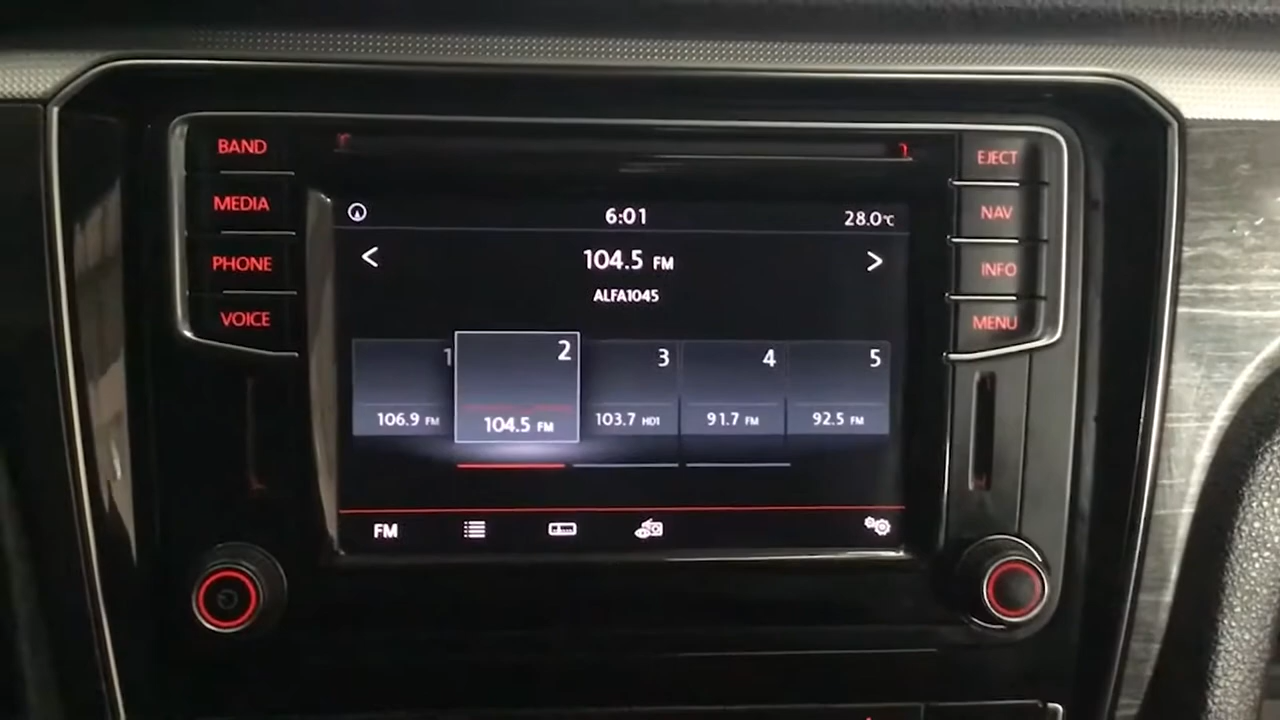 BAND
MEDIA
PHONE
VOICE
EJECT
NAV
INFO
MENU
6:01
28.0°C
< 104.5 FM >
ALFA1045
1
106.9 FM
2
104.5 FM
3
103.7 HD1
4
91.7 FM
5
92.5 FM
FM